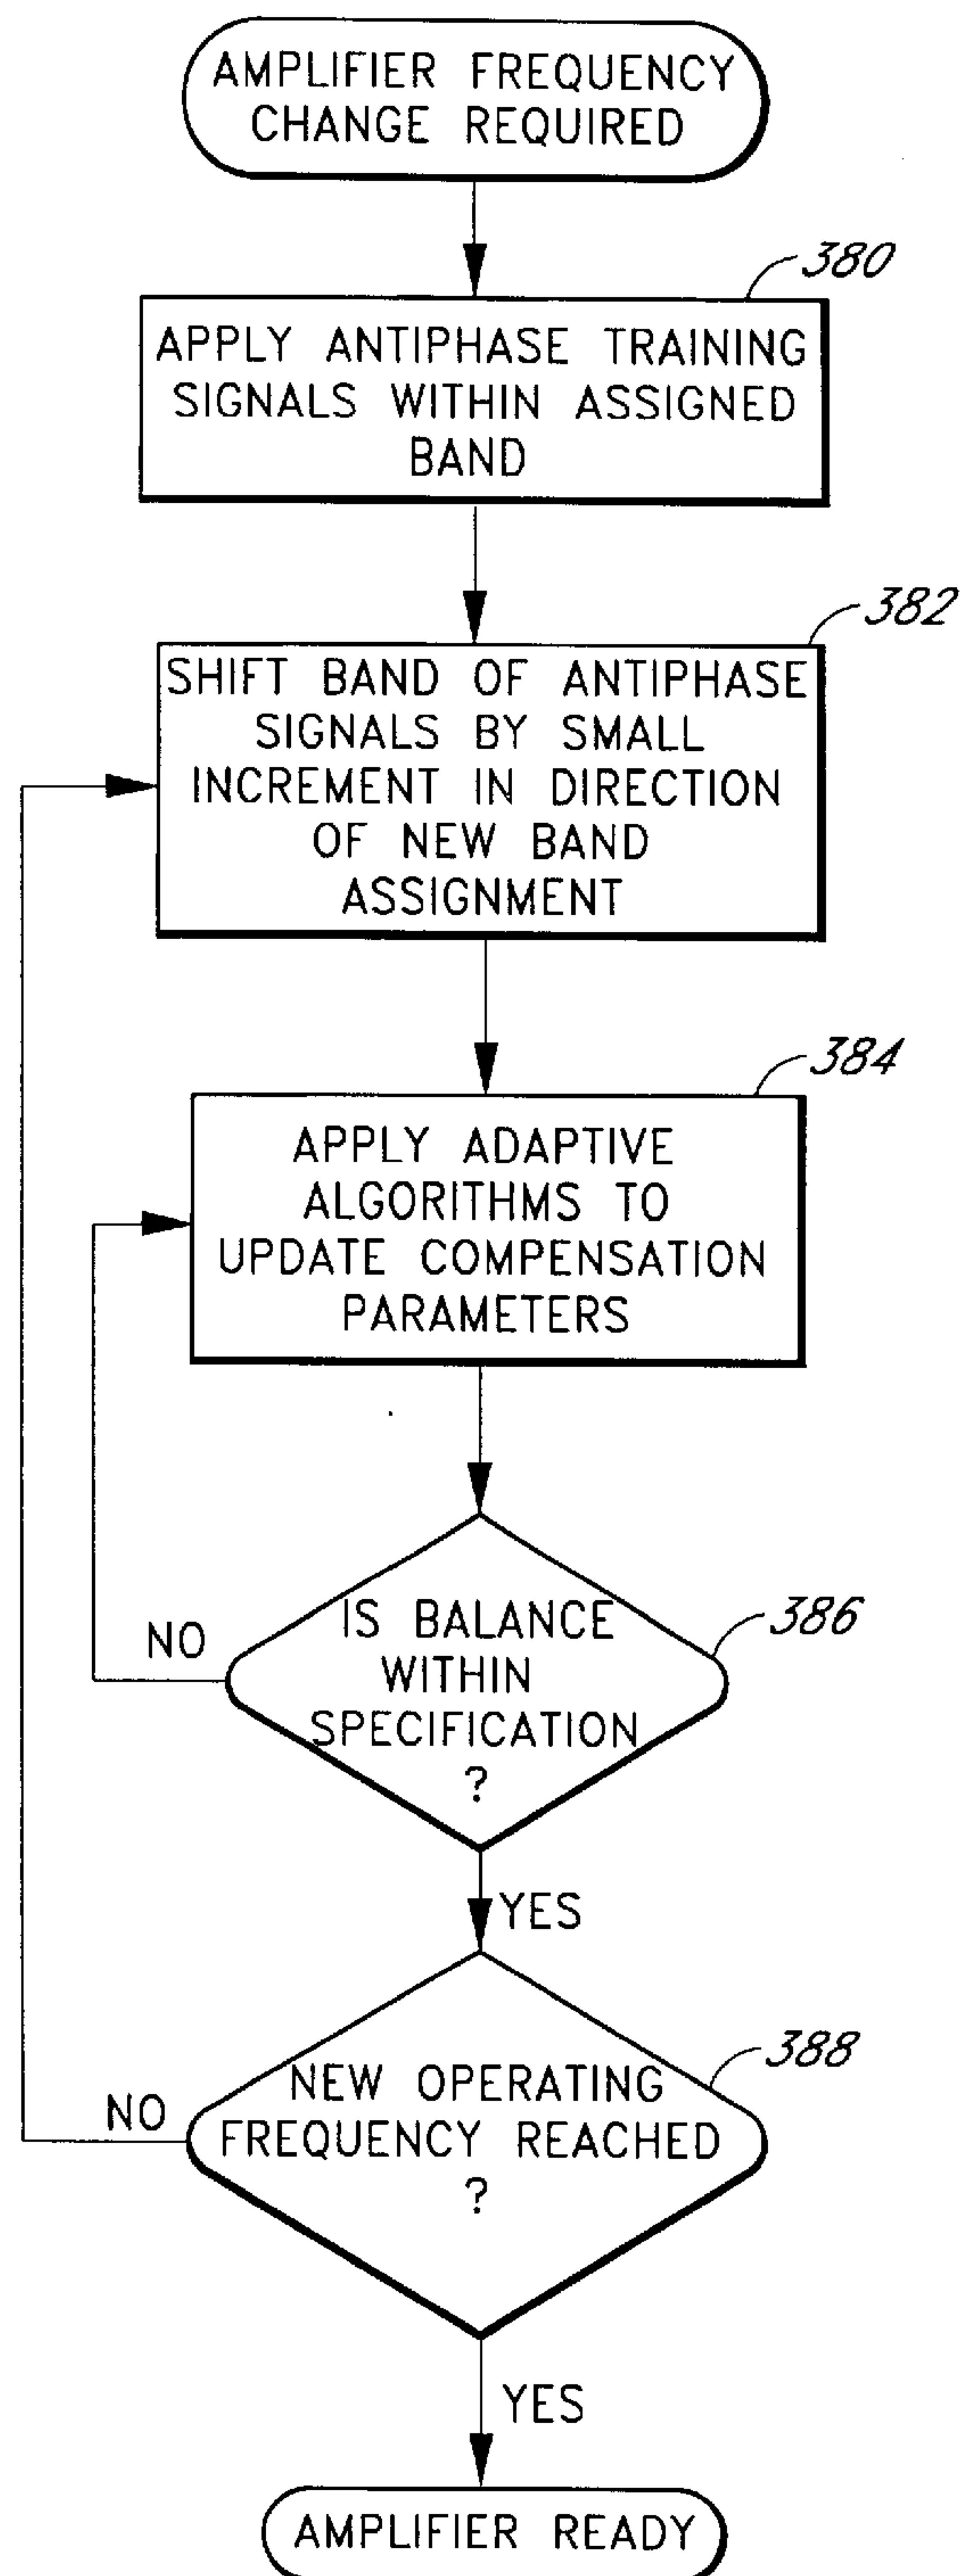 AMPLIFIER FREQUENCY
CHANGE REQUIRED
380
APPLY ANTIPHASE TRAINING
SIGNALS WITHIN ASSIGNED
BAND
382
SHIFT BAND OF ANTIPHASE
SIGNALS BY SMALL
INCREMENT IN DIRECTION
OF NEW BAND
ASSIGNMENT
384
APPLY ADAPTIVE
ALGORITHMS TO
UPDATE COMPENSATION
PARAMETERS
386
IS BALANCE
WITHIN
SPECIFICATION
?
NO
YES
388
NEW OPERATING
FREQUENCY REACHED
?
NO
YES
AMPLIFIER READY